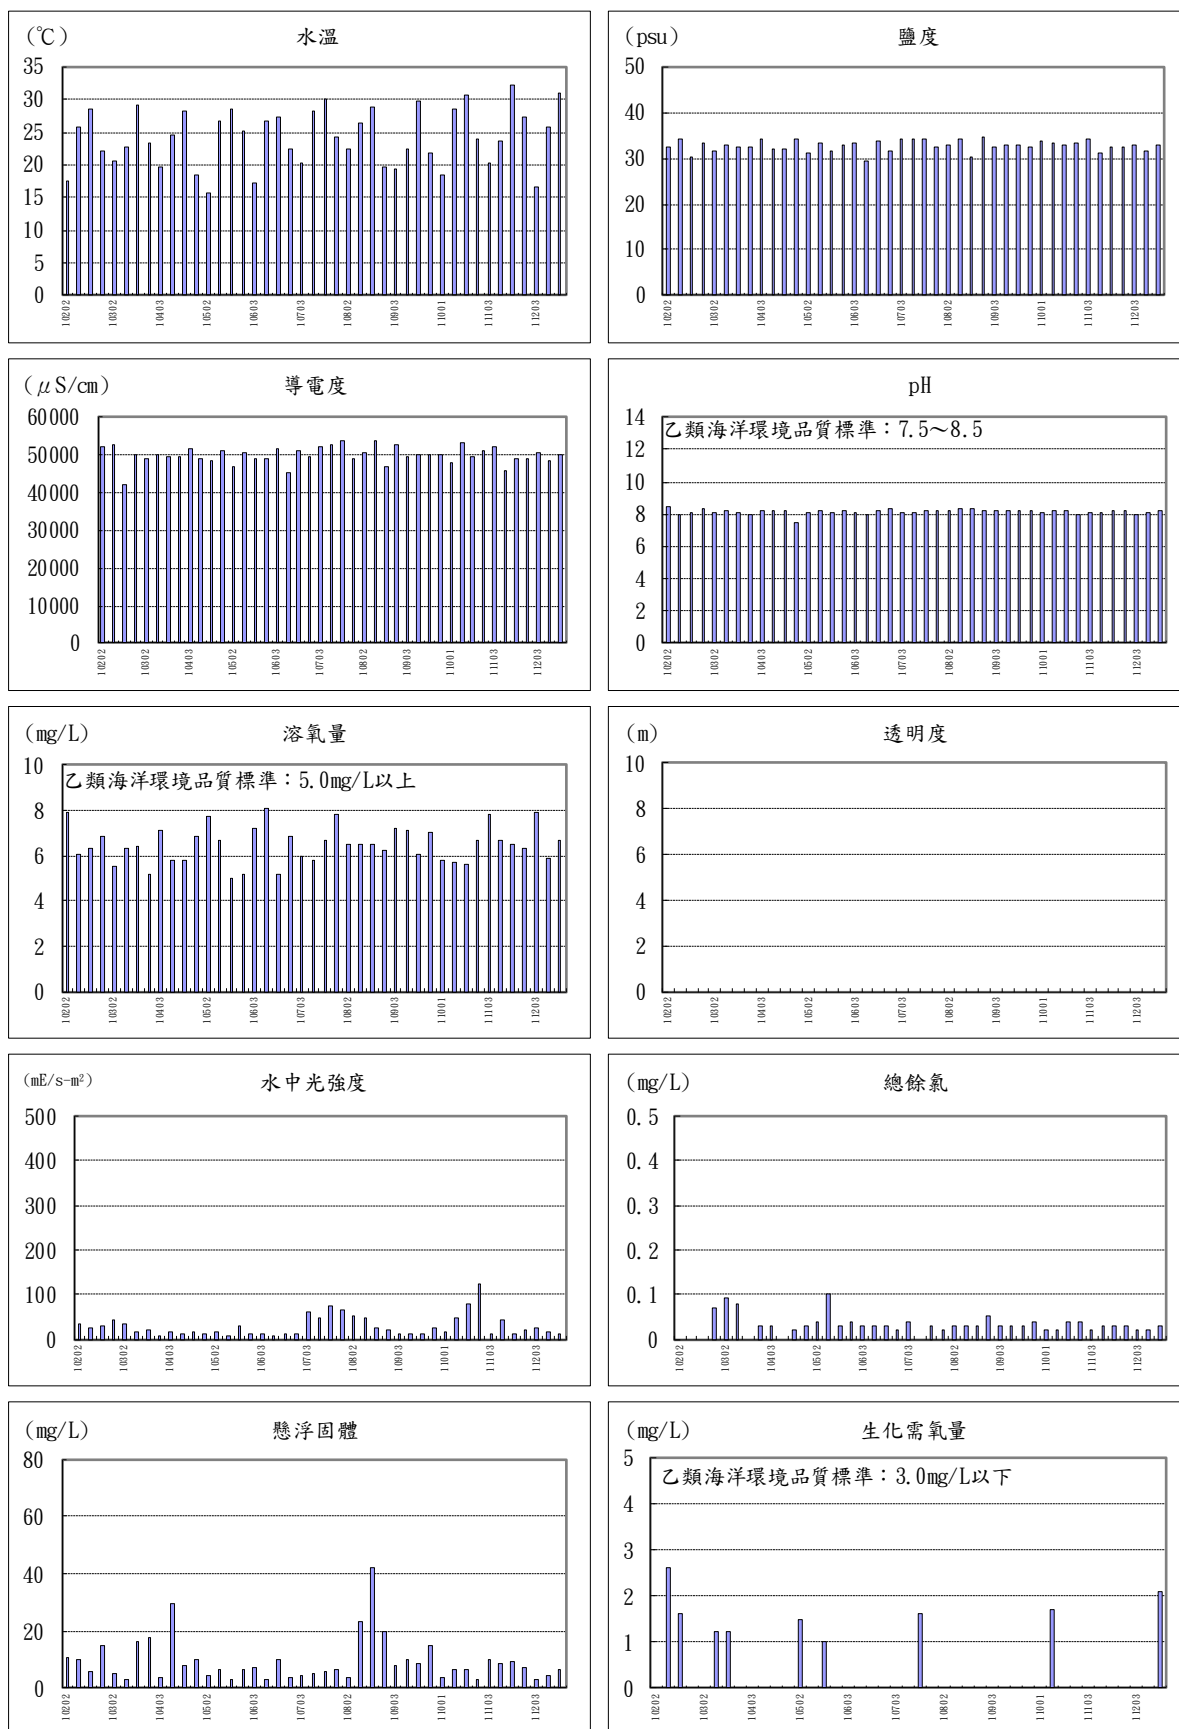 (℃) 水溫
35
30
25
20
15
10
5
0
10202 10302 10403 10502 10603 10703 10802 10903 11001 11103 11203
(psu) 鹽度
50
40
30
20
10
0
10202 10302 10403 10502 10603 10703 10802 10903 11001 11103 11203
(μS/cm) 導電度
60000
50000
40000
30000
20000
10000
0
10202 10302 10403 10502 10603 10703 10802 10903 11001 11103 11203
pH
乙類海洋環境品質標準：7.5～8.5
14
12
10
8
6
4
2
0
10202 10302 10403 10502 10603 10703 10802 10903 11001 11103 11203
(mg/L) 溶氧量
乙類海洋環境品質標準：5.0mg/L以上
10
8
6
4
2
0
10202 10302 10403 10502 10603 10703 10802 10903 11001 11103 11203
(m) 透明度
10
8
6
4
2
0
10202 10302 10403 10502 10603 10703 10802 10903 11001 11103 11203
(mE/s-m²) 水中光強度
500
400
300
200
100
0
10202 10302 10403 10502 10603 10703 10802 10903 11001 11103 11203
(mg/L) 總餘氯
0.5
0.4
0.3
0.2
0.1
0
10202 10302 10403 10502 10603 10703 10802 10903 11001 11103 11203
(mg/L) 懸浮固體
80
60
40
20
0
10202 10302 10403 10502 10603 10703 10802 10903 11001 11103 11203
(mg/L) 生化需氧量
乙類海洋環境品質標準：3.0mg/L以下
5
4
3
2
1
0
10202 10302 10403 10502 10603 10703 10802 10903 11001 11103 11203